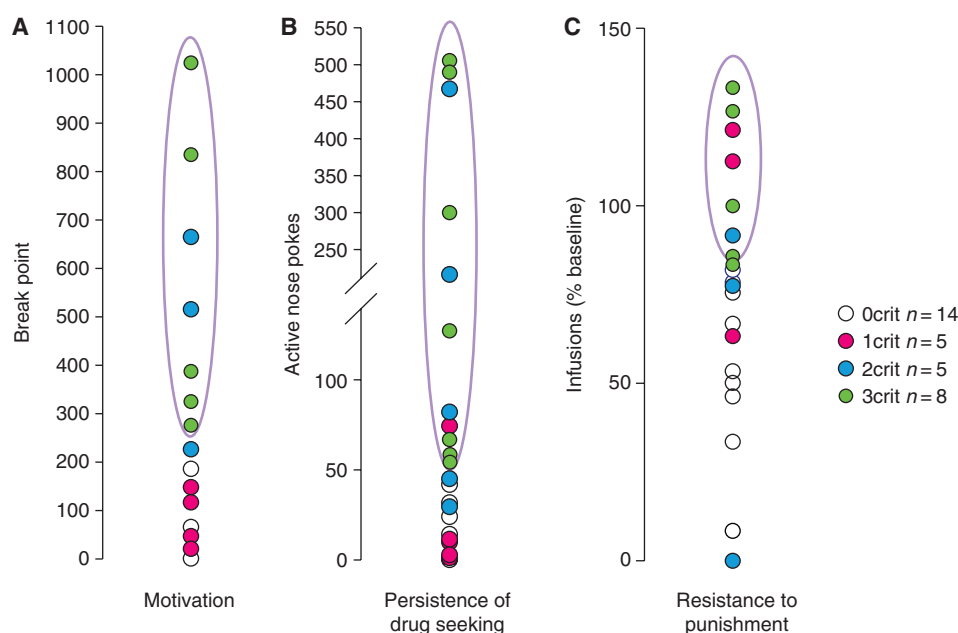 A
1100
1000
900
800
700
600
500
400
300
200
100
0
Break point
Motivation
B
550
500
450
400
350
300
250
100
50
0
Active nose pokes
Persistence of
drug seeking
C
150
100
50
0
Infusions (% baseline)
Resistance to
punishment
0crit n = 14
1crit n = 5
2crit n = 5
3crit n = 8